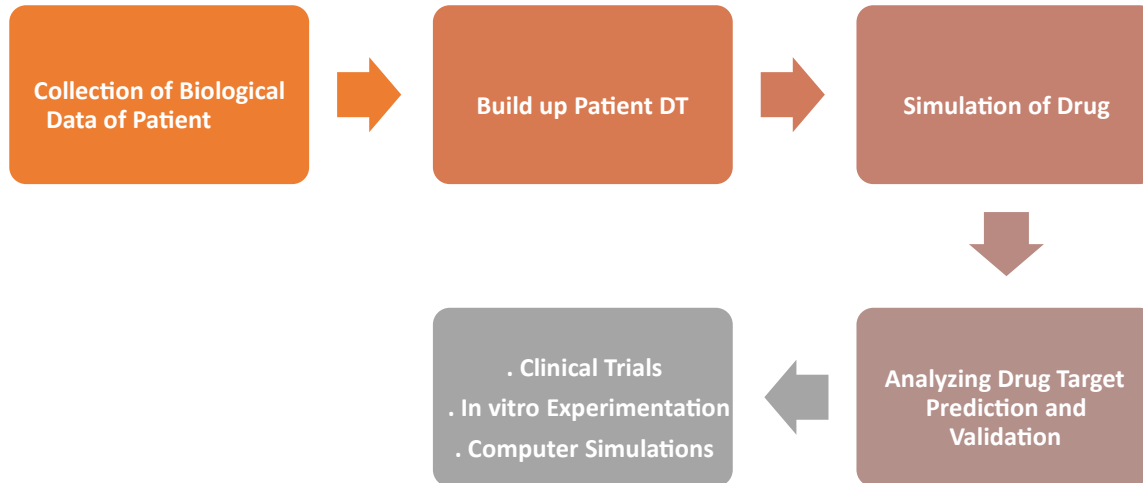 Collection of Biological
Data of Patient
Build up Patient DT
Simulation of Drug
Analyzing Drug Target
Prediction and
Validation
. Clinical Trials
. In vitro Experimentation
. Computer Simulations